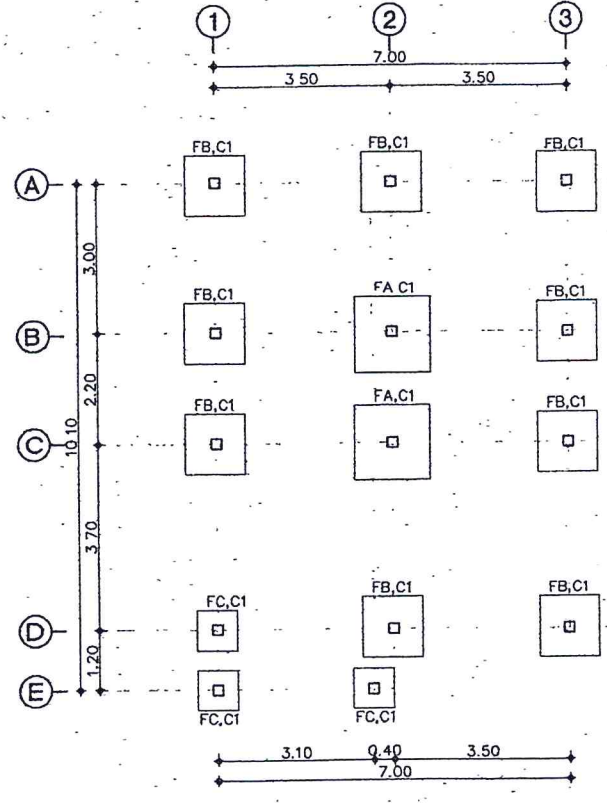 1 2 3
7.00
3 50 3.50
FB,C1 FB,C1 FB,C1
A
3.00
FB,C1 FA C1 FB,C1
B
2.20
FB,C1 FA,C1 FB,C1
C
10 10
3 70
FC,C1 FB,C1 FB,C1
D
1.20
E
FC,C1 FC,C1
3.10 0.40 3.50
7.00